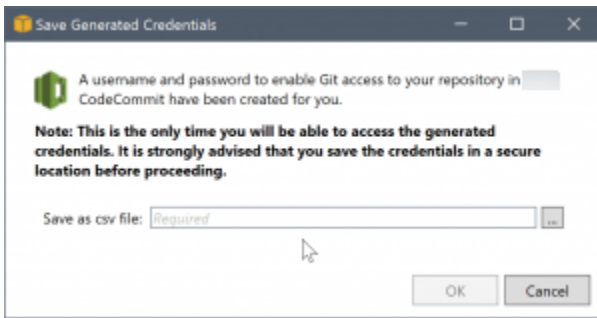 Save Generated Credentials
A username and password to enable Git access to your repository in
CodeCommit have been created for you.
Note: This is the only time you will be able to access the generated
credentials. It is strongly advised that you save the credentials in a secure
location before proceeding.
Save as csv file: Required ...
OK Cancel